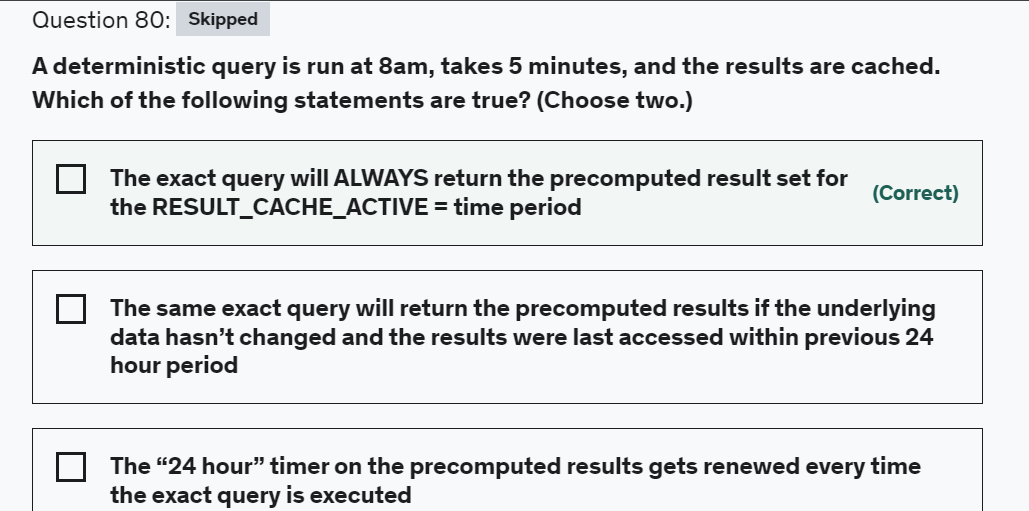 Question 80: Skipped
A deterministic query is run at 8am, takes 5 minutes, and the results are cached.
Which of the following statements are true? (Choose two.)
The exact query will ALWAYS return the precomputed result set for
the RESULT_CACHE_ACTIVE = time period
(Correct)
The same exact query will return the precomputed results if the underlying
data hasn’t changed and the results were last accessed within previous 24
hour period
The “24 hour” timer on the precomputed results gets renewed every time
the exact query is executed